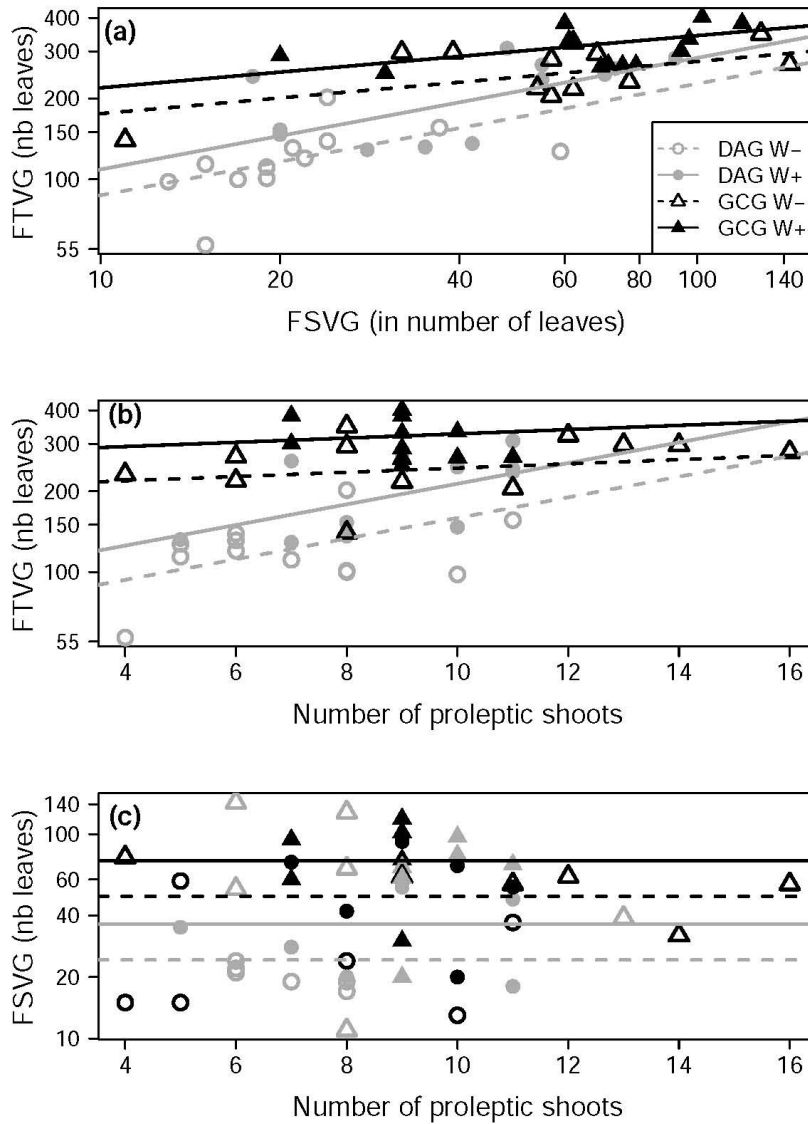 (a)
FTVG (nb leaves)
400
300
200
150
100
55
DAG W−
DAG W+
GCG W−
GCG W+
10 20 40 60 80 100 140
FSVG (in number of leaves)
(b)
FTVG (nb leaves)
400
300
200
150
100
55
4 6 8 10 12 14 16
Number of proleptic shoots
(c)
FSVG (nb leaves)
140
100
60
40
20
10
4 6 8 10 12 14 16
Number of proleptic shoots